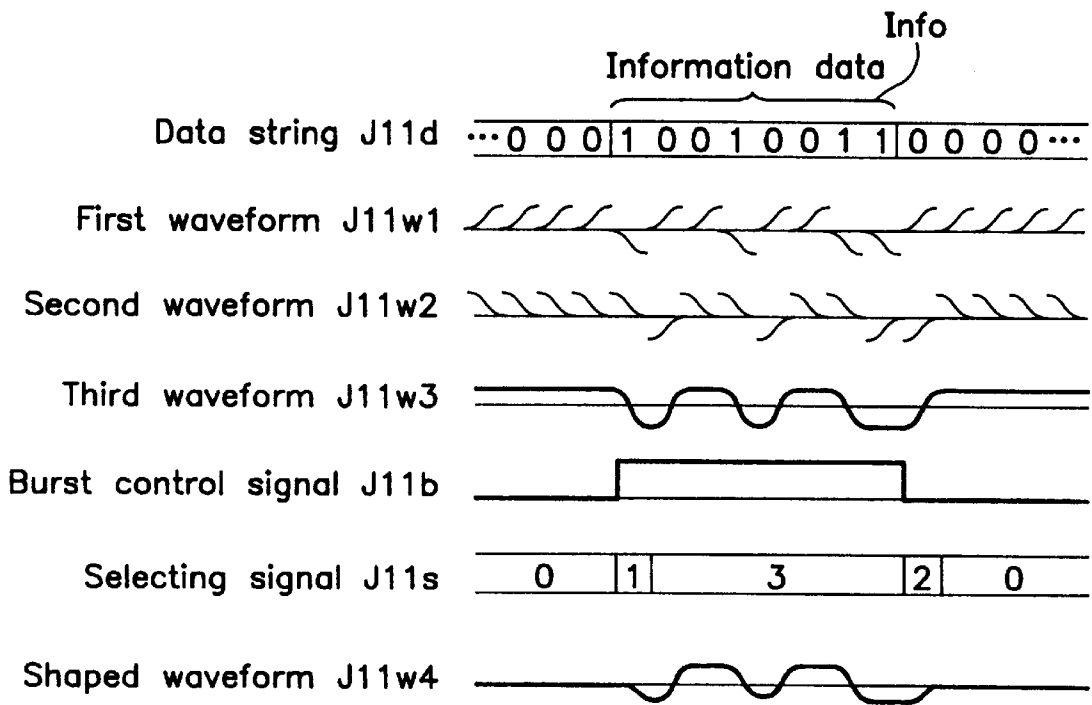 Info
Information data
Data string J11d ···0 0 0 1 0 0 1 0 0 1 1 0 0 0 0···
First waveform J11w1
Second waveform J11w2
Third waveform J11w3
Burst control signal J11b
Selecting signal J11s 0 1 3 2 0
Shaped waveform J11w4